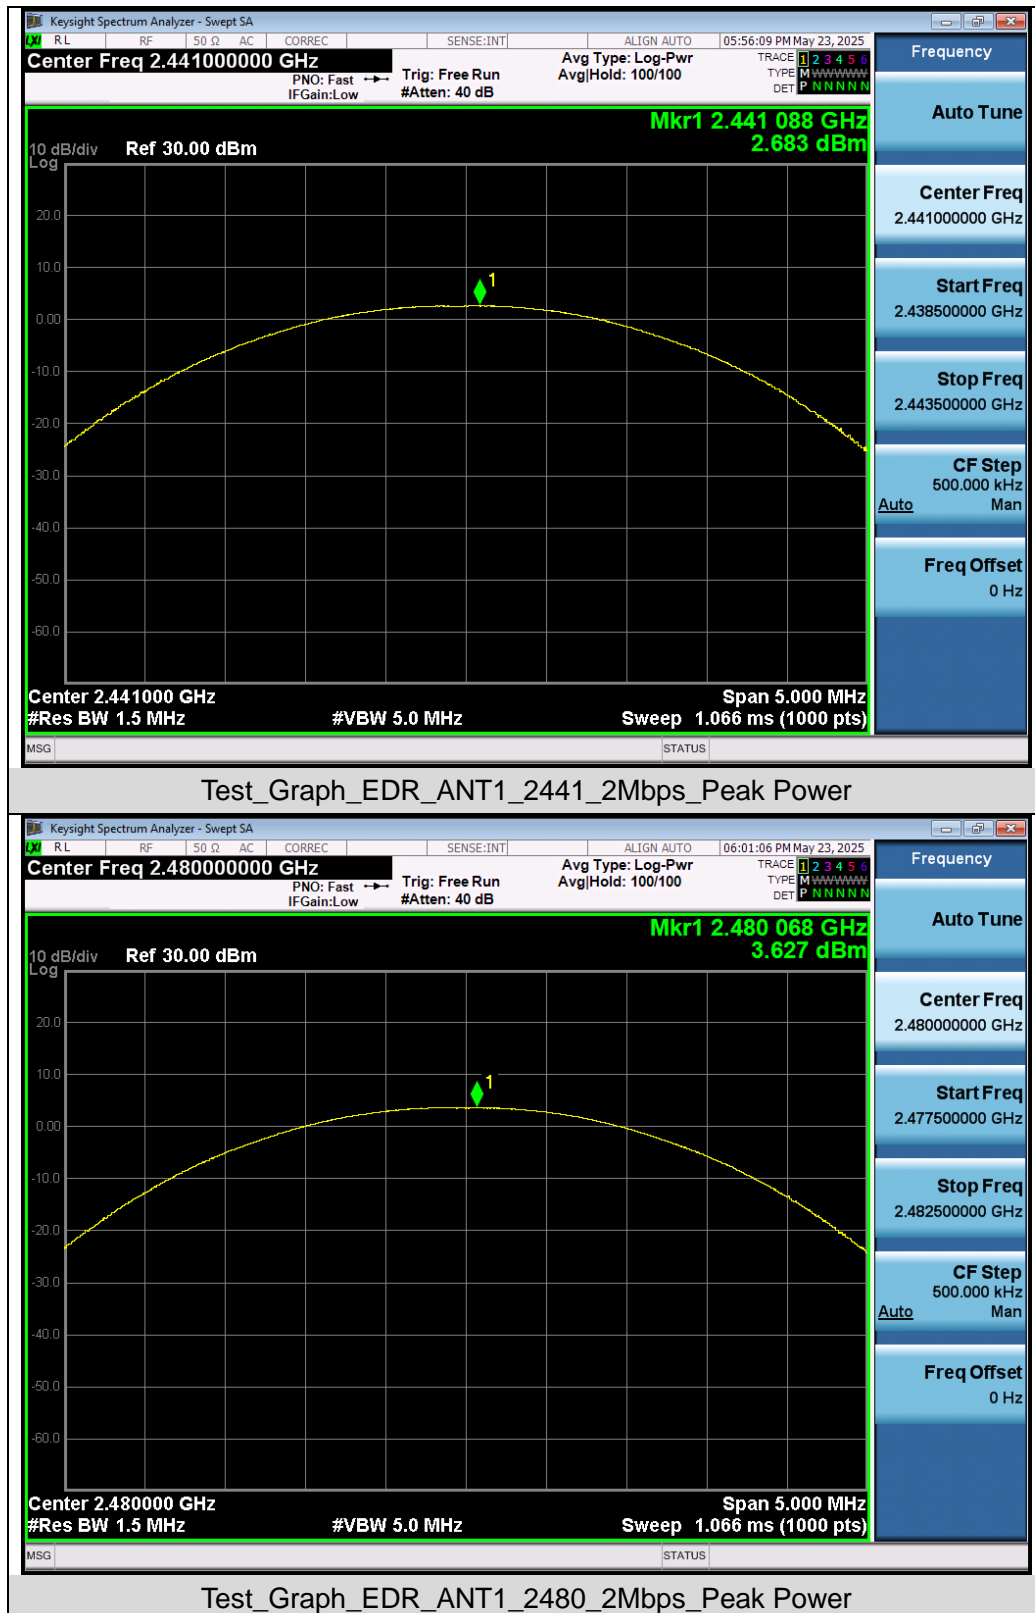 Keysight Spectrum Analyzer - Swept SA
LXI RL RF 50 Ω AC CORREC SENSE:INT ALIGN AUTO 05:56:09 PM May 23, 2025
Center Freq 2.441000000 GHz
PNO: Fast
IFGain:Low
Trig: Free Run
#Atten: 40 dB
Avg Type: Log-Pwr
Avg|Hold: 100/100
TRACE 1 2 3 4 5 6
TYPE M W W W W W
DET P N N N N N
Mkr1 2.441 088 GHz
2.683 dBm
10 dB/div Ref 30.00 dBm
Log
20.0
10.0
1
0.00
-10.0
-20.0
-30.0
-40.0
-50.0
-60.0
Center 2.441000 GHz Span 5.000 MHz
#Res BW 1.5 MHz #VBW 5.0 MHz Sweep 1.066 ms (1000 pts)
MSG STATUS
Frequency
Auto Tune
Center Freq
2.441000000 GHz
Start Freq
2.438500000 GHz
Stop Freq
2.443500000 GHz
CF Step
500.000 kHz
Auto Man
Freq Offset
0 Hz
Test_Graph_EDR_ANT1_2441_2Mbps_Peak Power
Keysight Spectrum Analyzer - Swept SA
LXI RL RF 50 Ω AC CORREC SENSE:INT ALIGN AUTO 06:01:06 PM May 23, 2025
Center Freq 2.480000000 GHz
PNO: Fast
IFGain:Low
Trig: Free Run
#Atten: 40 dB
Avg Type: Log-Pwr
Avg|Hold: 100/100
TRACE 1 2 3 4 5 6
TYPE M W W W W W
DET P N N N N N
Mkr1 2.480 068 GHz
3.627 dBm
10 dB/div Ref 30.00 dBm
Log
20.0
10.0
1
0.00
-10.0
-20.0
-30.0
-40.0
-50.0
-60.0
Center 2.480000 GHz Span 5.000 MHz
#Res BW 1.5 MHz #VBW 5.0 MHz Sweep 1.066 ms (1000 pts)
MSG STATUS
Frequency
Auto Tune
Center Freq
2.480000000 GHz
Start Freq
2.477500000 GHz
Stop Freq
2.482500000 GHz
CF Step
500.000 kHz
Auto Man
Freq Offset
0 Hz
Test_Graph_EDR_ANT1_2480_2Mbps_Peak Power